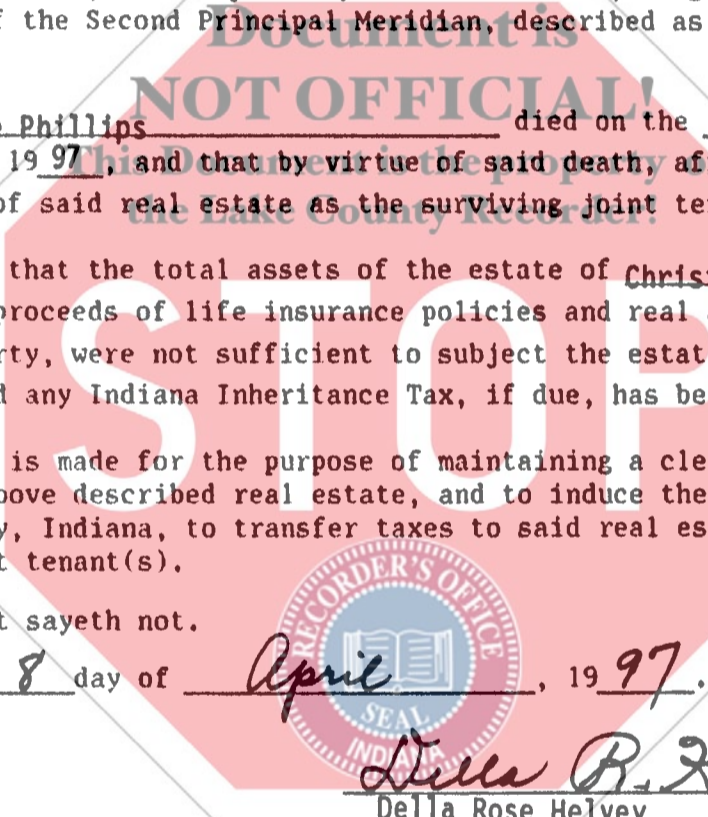 f the Second Principal Meridian, described as
Document is
NOT OFFICIAL!
Phillips died on the
19 97, and that by virtue of said death, af
This Document is the property o
of said real estate as the surviving joint te
the Lake County Recorder!
that the total assets of the estate of Chris
proceeds of life insurance policies and real
rty, were not sufficient to subject the estat
d any Indiana Inheritance Tax, if due, has be
STOP
is made for the purpose of maintaining a cle
bove described real estate, and to induce the
y, Indiana, to transfer taxes to said real es
t tenant(s).
RECORDER'S OFFICE
t sayeth not.
8 day of April, 19 97.
SEAL
INDIANA
Della R. H
Della Rose Helvey